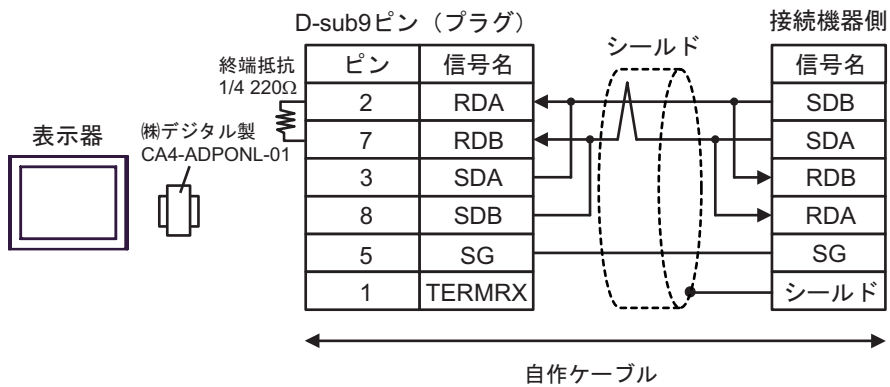 D-sub9ピン（プラグ）
接続機器側
シールド
終端抵抗
1/4 220Ω
ピン 信号名
信号名
2 RDA
SDB
7 RDB
SDA
3 SDA
RDB
8 SDB
RDA
5 SG
SG
1 TERMRX
シールド
表示器
㈱デジタル製
CA4-ADPONL-01
自作ケーブル